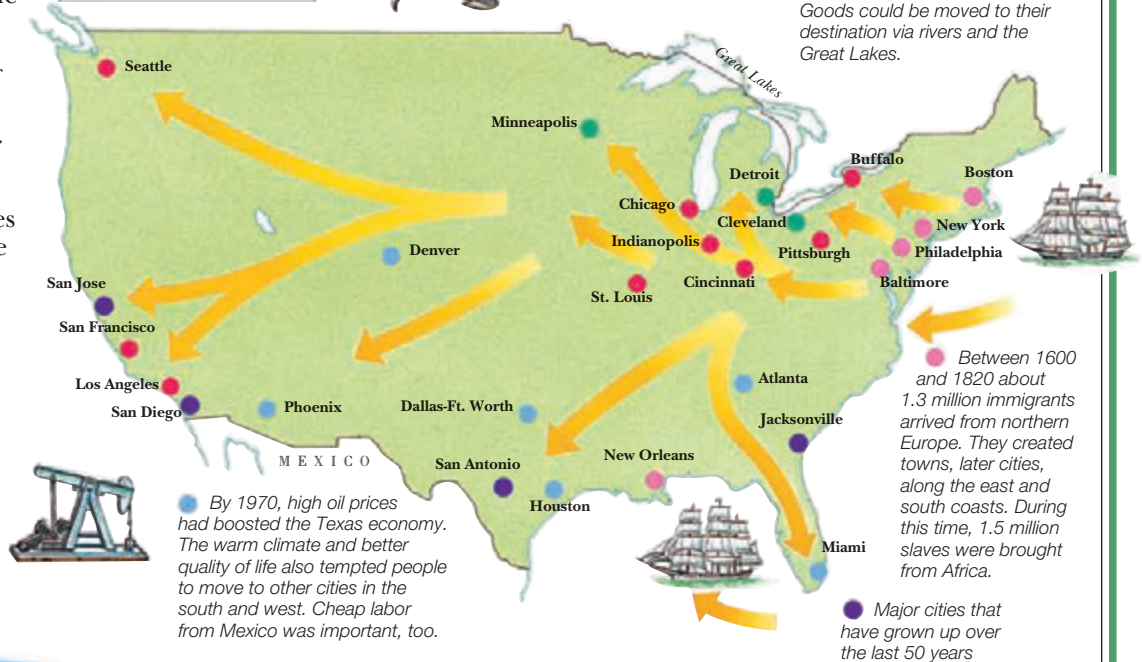 Goods could be moved to their
destination via rivers and the
Great Lakes.
es
Great Lakes
Seattle
Minneapolis
Buffalo
Boston
Detroit
Chicago
Cleveland
New York
Indianopolis
Pittsburgh
Philadelphia
Denver
Cincinnati
Baltimore
St. Louis
San Jose
San Francisco
Los Angeles
San Diego
Phoenix
Dallas-Ft. Worth
Atlanta
Jacksonville
MEXICO
San Antonio
New Orleans
Houston
Miami
Between 1600
and 1820 about
1.3 million immigrants
arrived from northern
Europe. They created
towns, later cities,
along the east and
south coasts. During
this time, 1.5 million
slaves were brought
from Africa.
By 1970, high oil prices
had boosted the Texas economy.
The warm climate and better
quality of life also tempted people
to move to other cities in the
south and west. Cheap labor
from Mexico was important, too.
Major cities that
have grown up over
the last 50 years